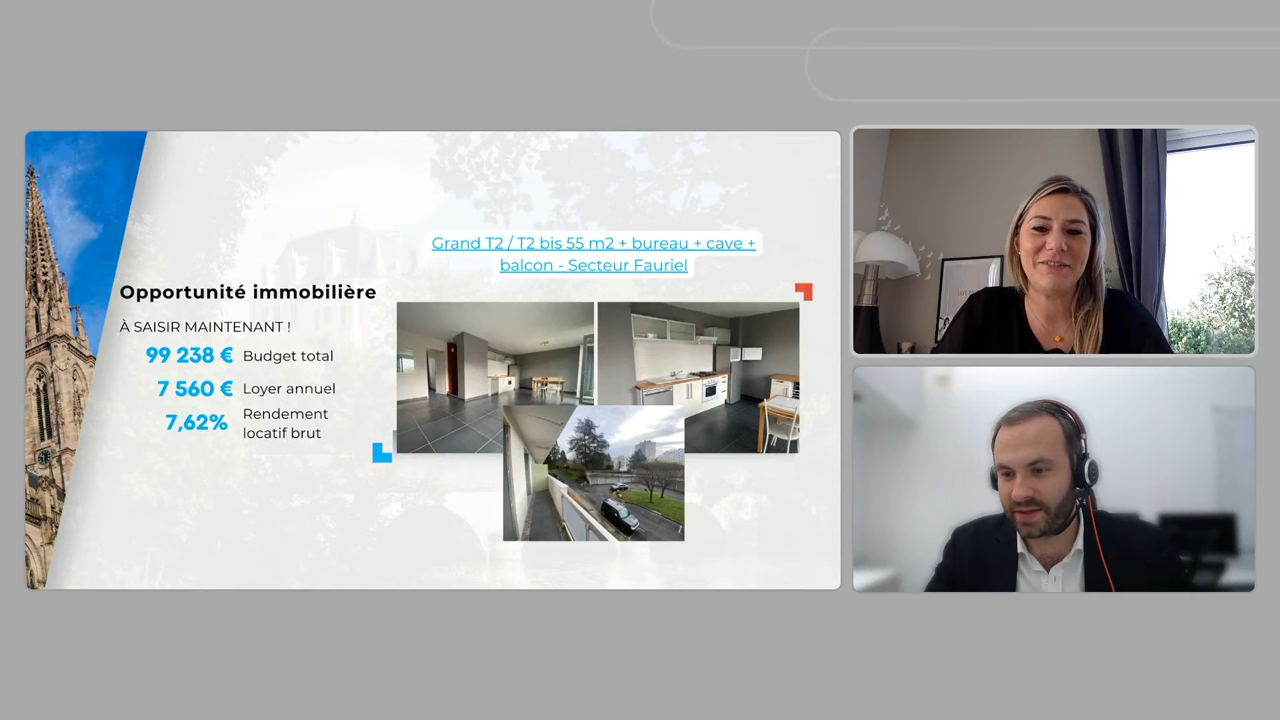 Grand T2 / T2 bis 55 m2 + bureau + cave +
balcon - Secteur Fauriel
Opportunité immobilière
À SAISIR MAINTENANT !
99 238 € Budget total
7 560 € Loyer annuel
7,62% Rendement
locatif brut